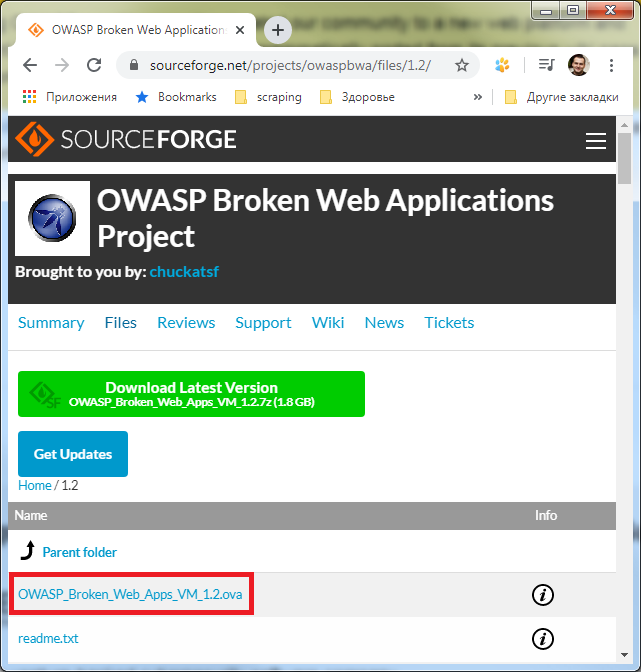 OWASP Broken Web Application
sourceforge.net/projects/owaspbwa/files/1.2/
Приложения Bookmarks scraping Здоровье » Другие закладки
SOURCEFORGE
OWASP Broken Web Applications
Project
Brought to you by: chuckatsf
Summary Files Reviews Support Wiki News Tickets
Download Latest Version
SF OWASP_Broken_Web_Apps_VM_1.2.7z (1.8 GB)
Get Updates
Home / 1.2
Name Info
Parent folder
OWASP_Broken_Web_Apps_VM_1.2.ova
readme.txt